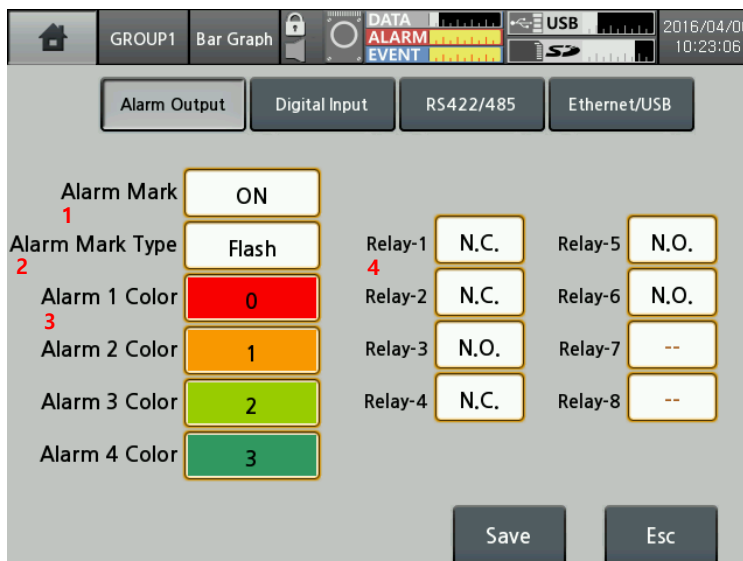 GROUP1
Bar Graph
DATA
ALARM
EVENT
USB
SD
2016/04/0
10:23:06
Alarm Output
Digital Input
RS422/485
Ethernet/USB
Alarm Mark ON
1
Alarm Mark Type Flash
2
Alarm 1 Color 0
3
Alarm 2 Color 1
Alarm 3 Color 2
Alarm 4 Color 3
Relay-1 N.C.
4
Relay-2 N.C.
Relay-3 N.O.
Relay-4 N.C.
Relay-5 N.O.
Relay-6 N.O.
Relay-7 --
Relay-8 --
Save
Esc